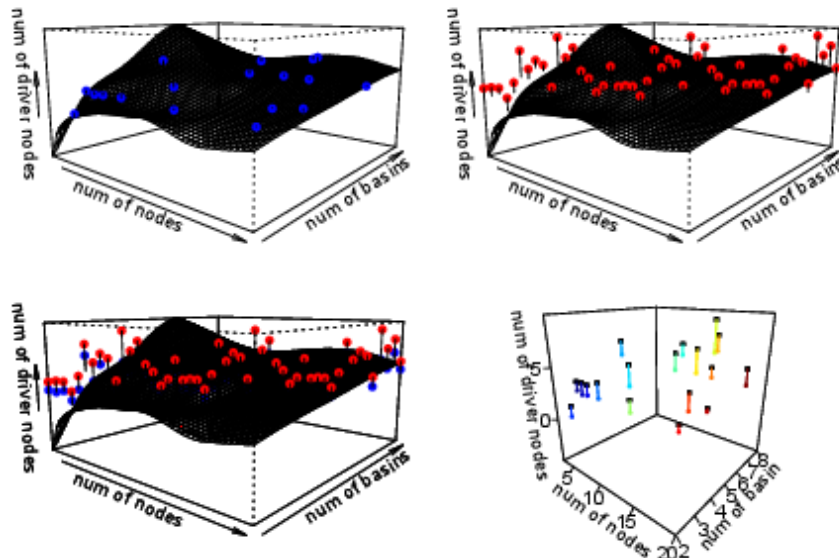 num of driver nodes
num of nodes
num of basins
num of driver nodes
num of nodes
num of basins
num of driver nodes
num of nodes
num of basins
num of driver nodes
0
5
5
10
15
20
num of nodes
2
3
4
5
6
7
8
num of basin